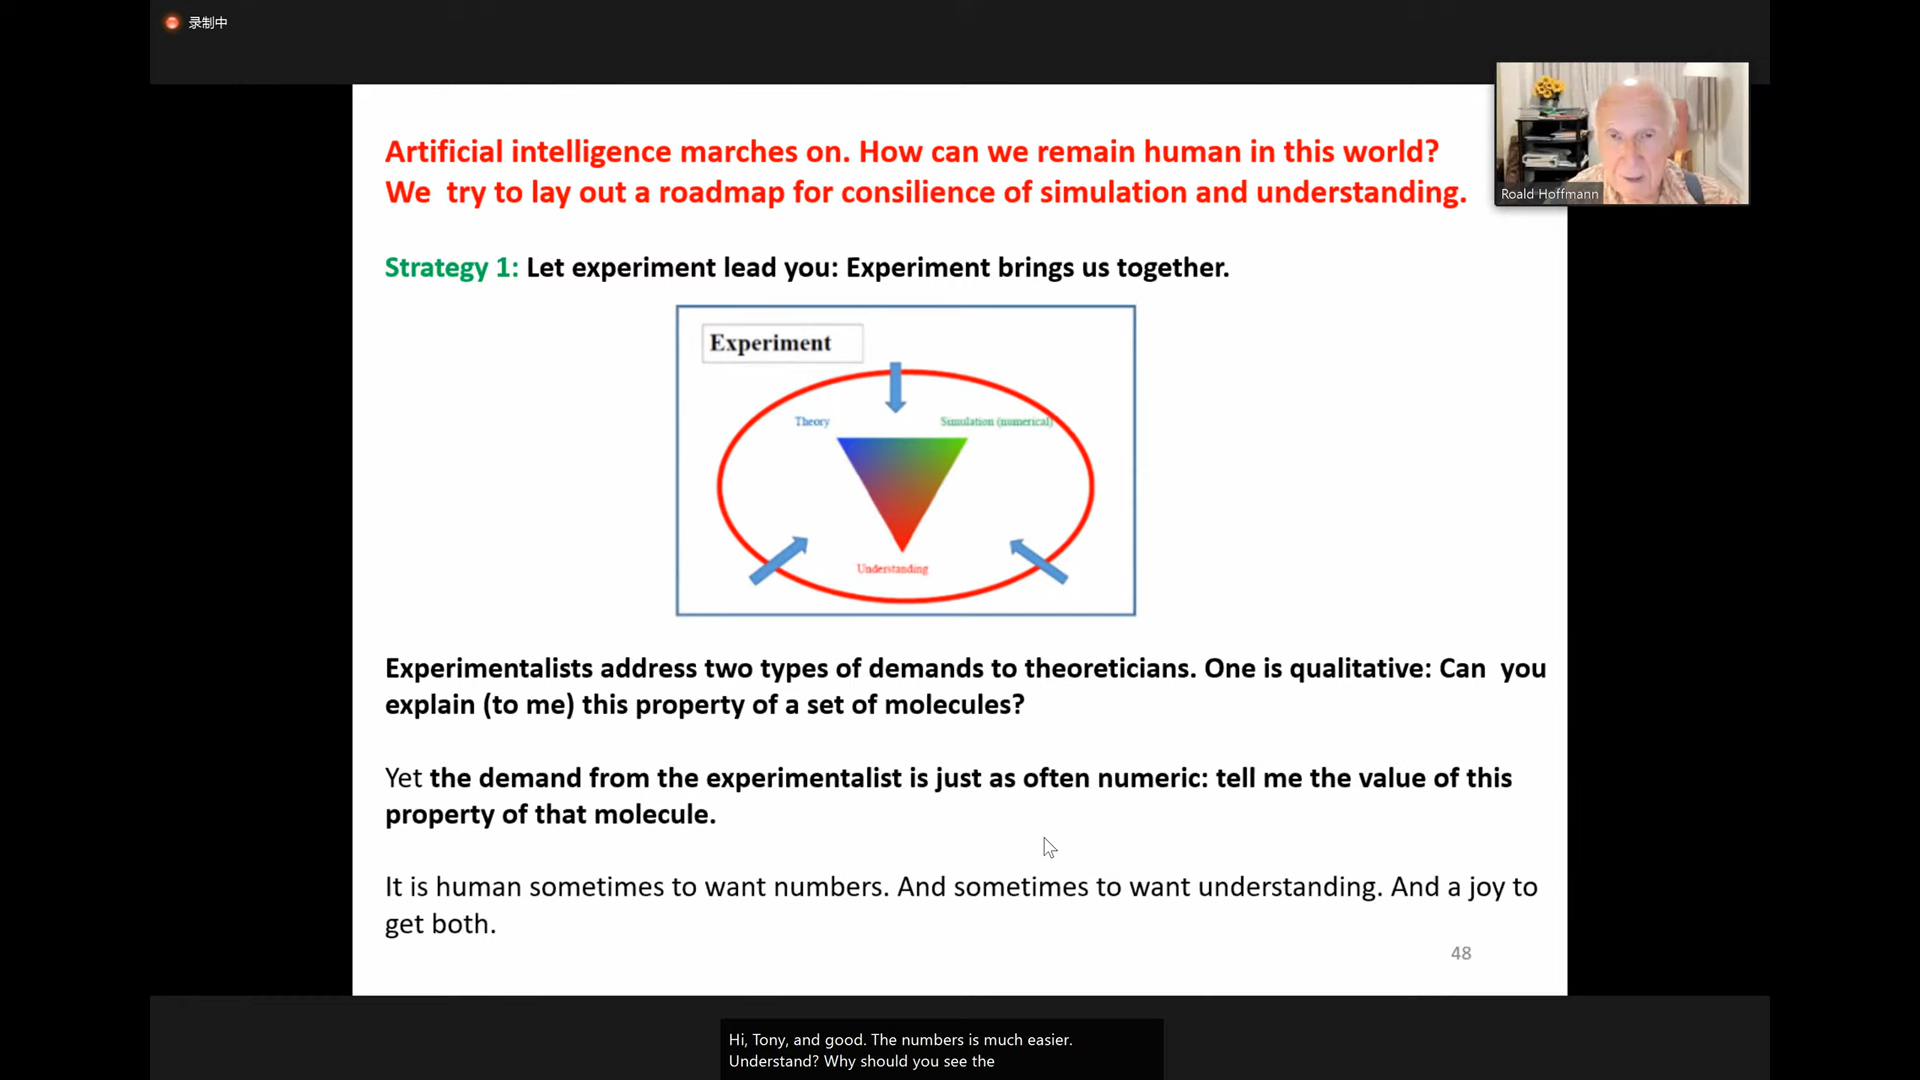 录制中
Artificial intelligence marches on. How can we remain human in this world?
We try to lay out a roadmap for consilience of simulation and understanding.
Roald Hoffmann
Strategy 1: Let experiment lead you: Experiment brings us together.
Experiment
Theory
Simulation (numerical)
Understanding
Experimentalists address two types of demands to theoreticians. One is qualitative: Can you
explain (to me) this property of a set of molecules?
Yet the demand from the experimentalist is just as often numeric: tell me the value of this
property of that molecule.
It is human sometimes to want numbers. And sometimes to want understanding. And a joy to
get both.
48
Hi, Tony, and good. The numbers is much easier.
Understand? Why should you see the